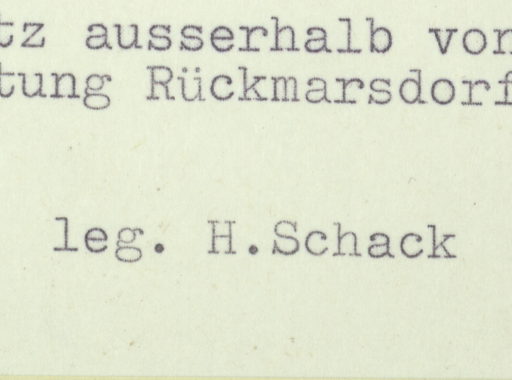 tz ausserhalb von
tung Rückmarsdorf
leg. H.Schack